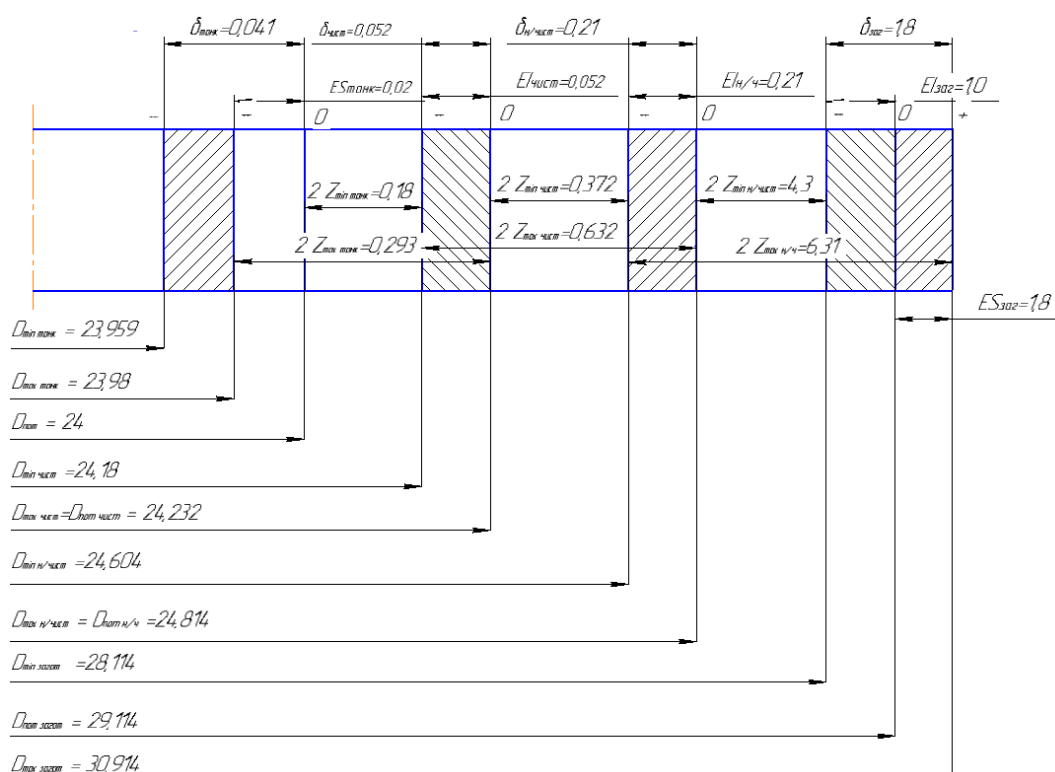 δтонк=0,041 δчист=0,052 δн/чист=0,21 δзаг=1,8
ESтонк=0,02 EIчист=0,052 EIн/ч=0,21 EIзаг=1,0
- - 0 - 0 - 0 - 0 +
2 Zmin тонк=0,18 2 Zmin чист=0,372 2 Zmin н/чист=4,3
2 Zmax тонк=0,293 2 Zmax чист=0,632 2 Zmax н/ч=6,31
ESзаг=1,8
Dmin тонк = 23,959
Dmax тонк = 23,98
Dном = 24
Dmin чист =24,18
Dmax чист=Dном чист = 24,232
Dmin н/чист =24,604
Dmax н/чист = Dном н/ч =24,814
Dmin загот =28,114
Dном загот = 29,114
Dmax загот = 30,914